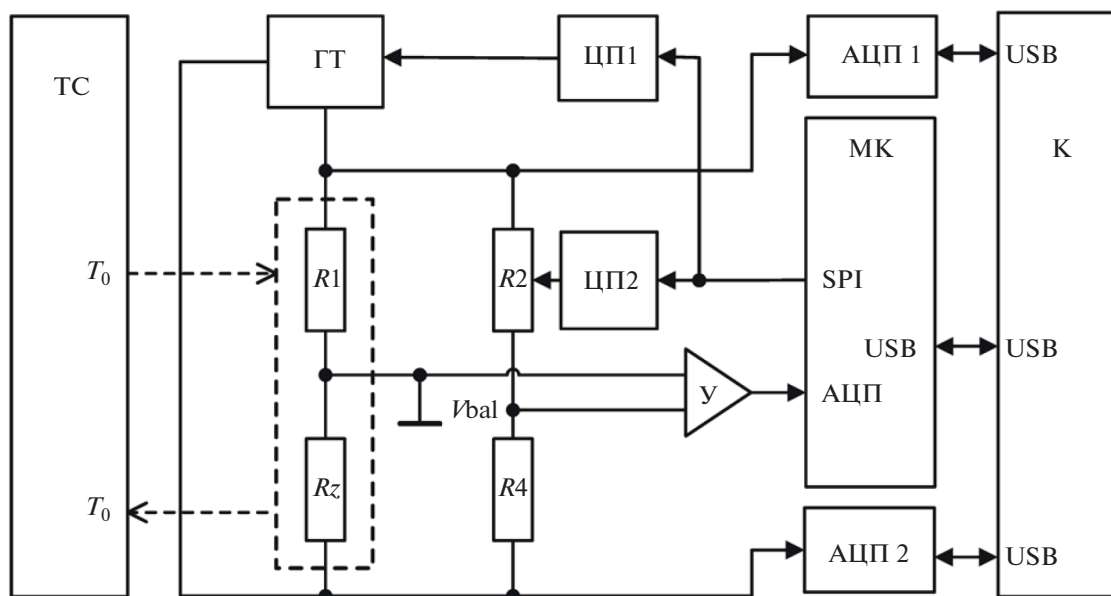 ТС
ГТ
ЦП1
АЦП 1
USB
МК
К
T0
R1
R2
ЦП2
SPI
USB
USB
Vbal
У
АЦП
Rz
R4
T0
АЦП 2
USB